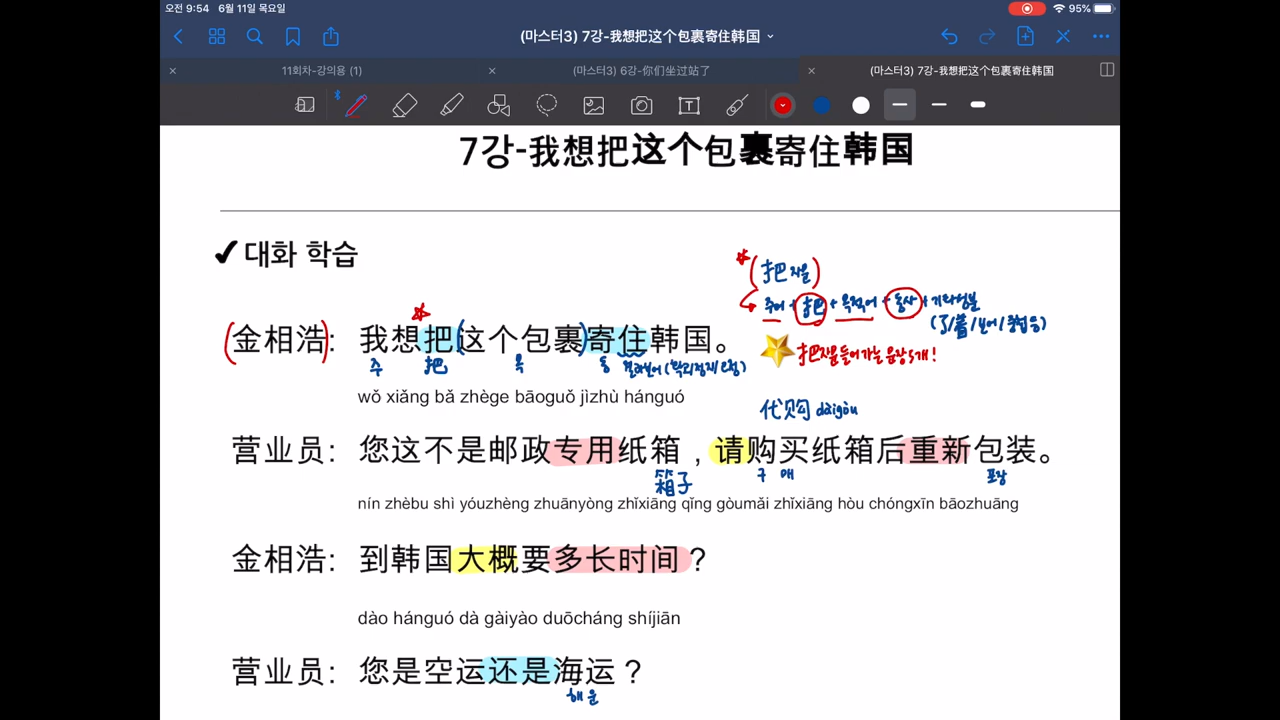 오전 9:54 6월 11일 목요일 95%
(마스터3) 7강-我想把这个包裹寄住韩国
11회차-강의용 (1) (마스터3) 6강-你们坐过站了 (마스터3) 7강-我想把这个包裹寄住韩国
7강-我想把这个包裹寄住韩国
✔대화 학습
(把자문)
주어 + 把 + 목적어 + 동사 + 기타성분
(了/着/보어/중첩 등)
把자문 들어가는 문장 5개!
(金相浩): 我想把(这个包裹)寄住韩国。
주 把 목 동 결과보어
wǒ xiǎng bǎ zhège bāoguǒ jìzhù hánguó
代购 dàigòu
营业员: 您这不是邮政专用纸箱，请购买纸箱后重新包装。
箱子 구매 포장
nín zhèbu shì yóuzhèng zhuānyòng zhǐxiāng qǐng gòumǎi zhǐxiāng hòu chóngxīn bāozhuāng
金相浩: 到韩国大概要多长时间？
dào hánguó dà gàiyào duōcháng shíjiān
营业员: 您是空运还是海运？
해운